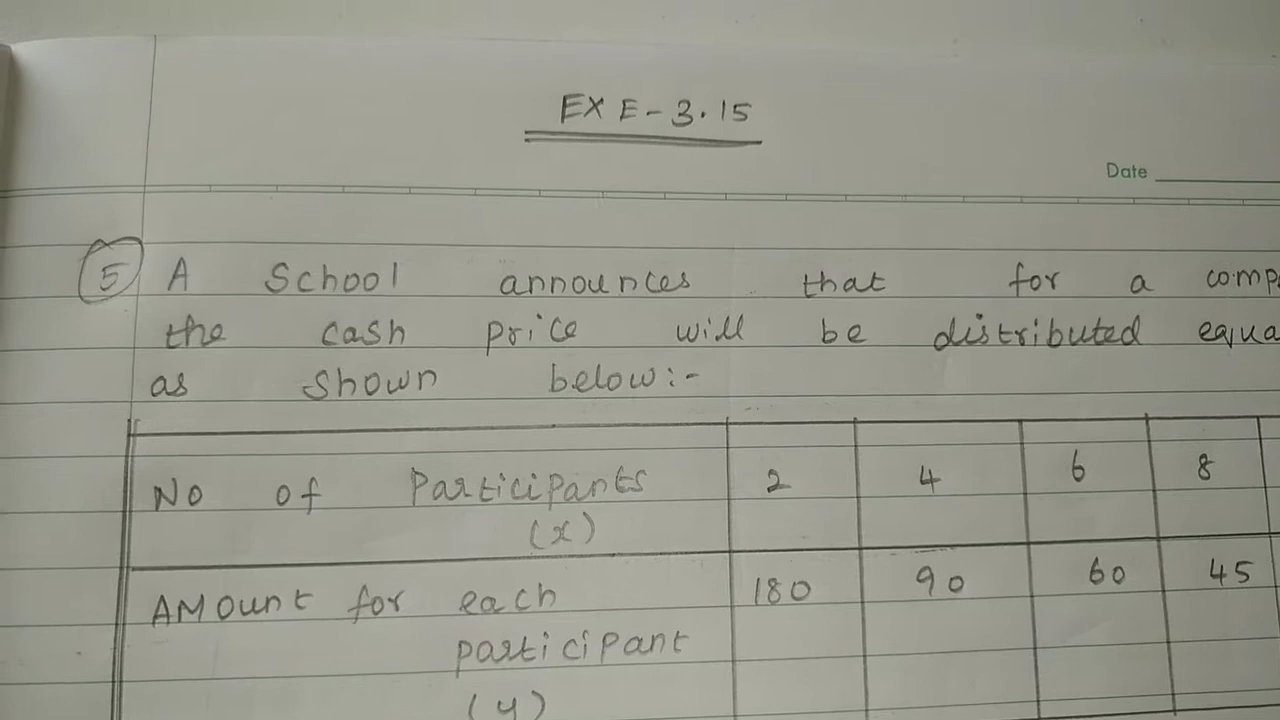 EX E-3.15
Date
5 A School announces that for a
the cash price will be distributed
as shown below:-
No of Participants 2 4 6 8
(x)
AMount for each 180 90 60 45
participant
(y)